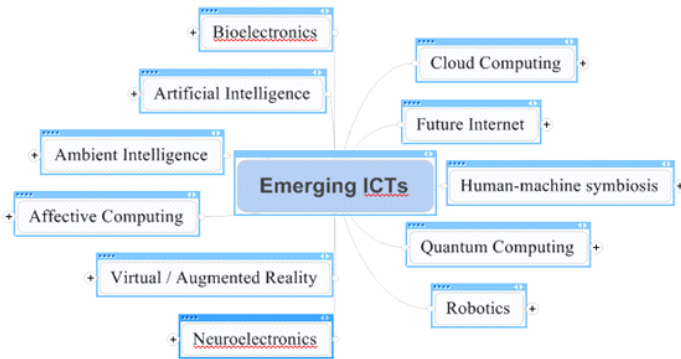 Bioelectronics
Cloud Computing
Artificial Intelligence
Future Internet
Ambient Intelligence
Emerging ICTs
Human-machine symbiosis
Affective Computing
Quantum Computing
Virtual / Augmented Reality
Robotics
Neuroelectronics